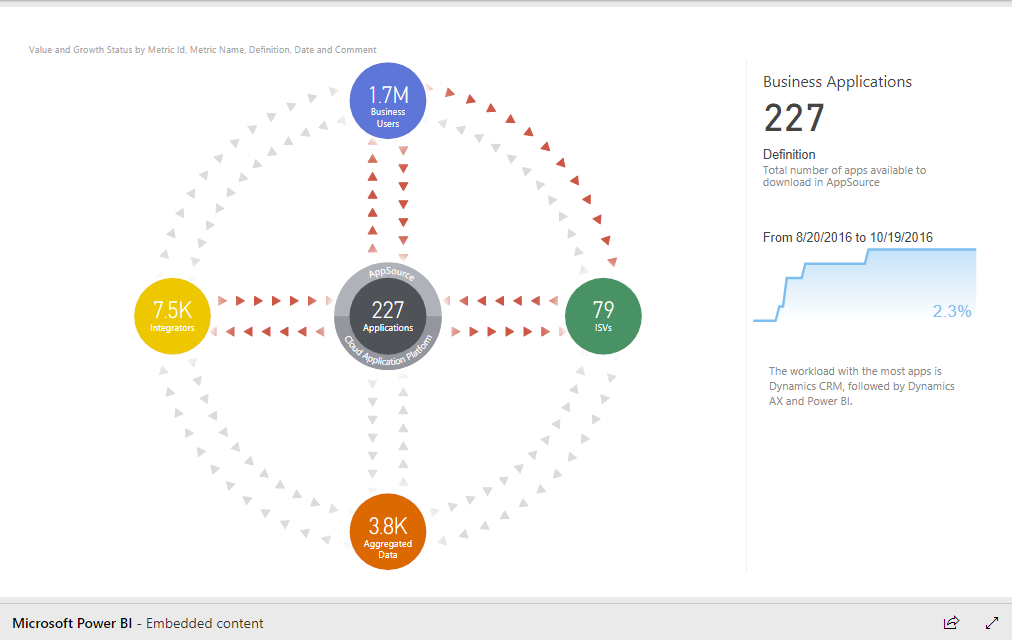 Value and Growth Status by Metric Id, Metric Name, Definition, Date and Comment
1.7M
Business
Users
7.5K
Integrators
AppSource
227
Applications
Cloud Application Platform
79
ISVs
3.8K
Aggregated
Data
Business Applications
227
Definition
Total number of apps available to
download in AppSource
From 8/20/2016 to 10/19/2016
2.3%
The workload with the most apps is
Dynamics CRM, followed by Dynamics
AX and Power BI.
Microsoft Power BI - Embedded content